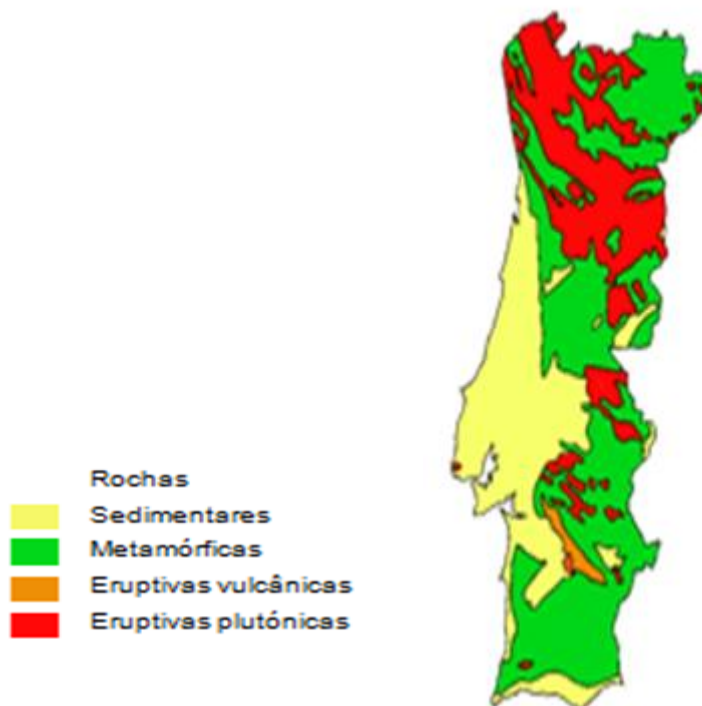 Rochas
Sedimentares
Metamórficas
Eruptivas vulcânicas
Eruptivas plutónicas